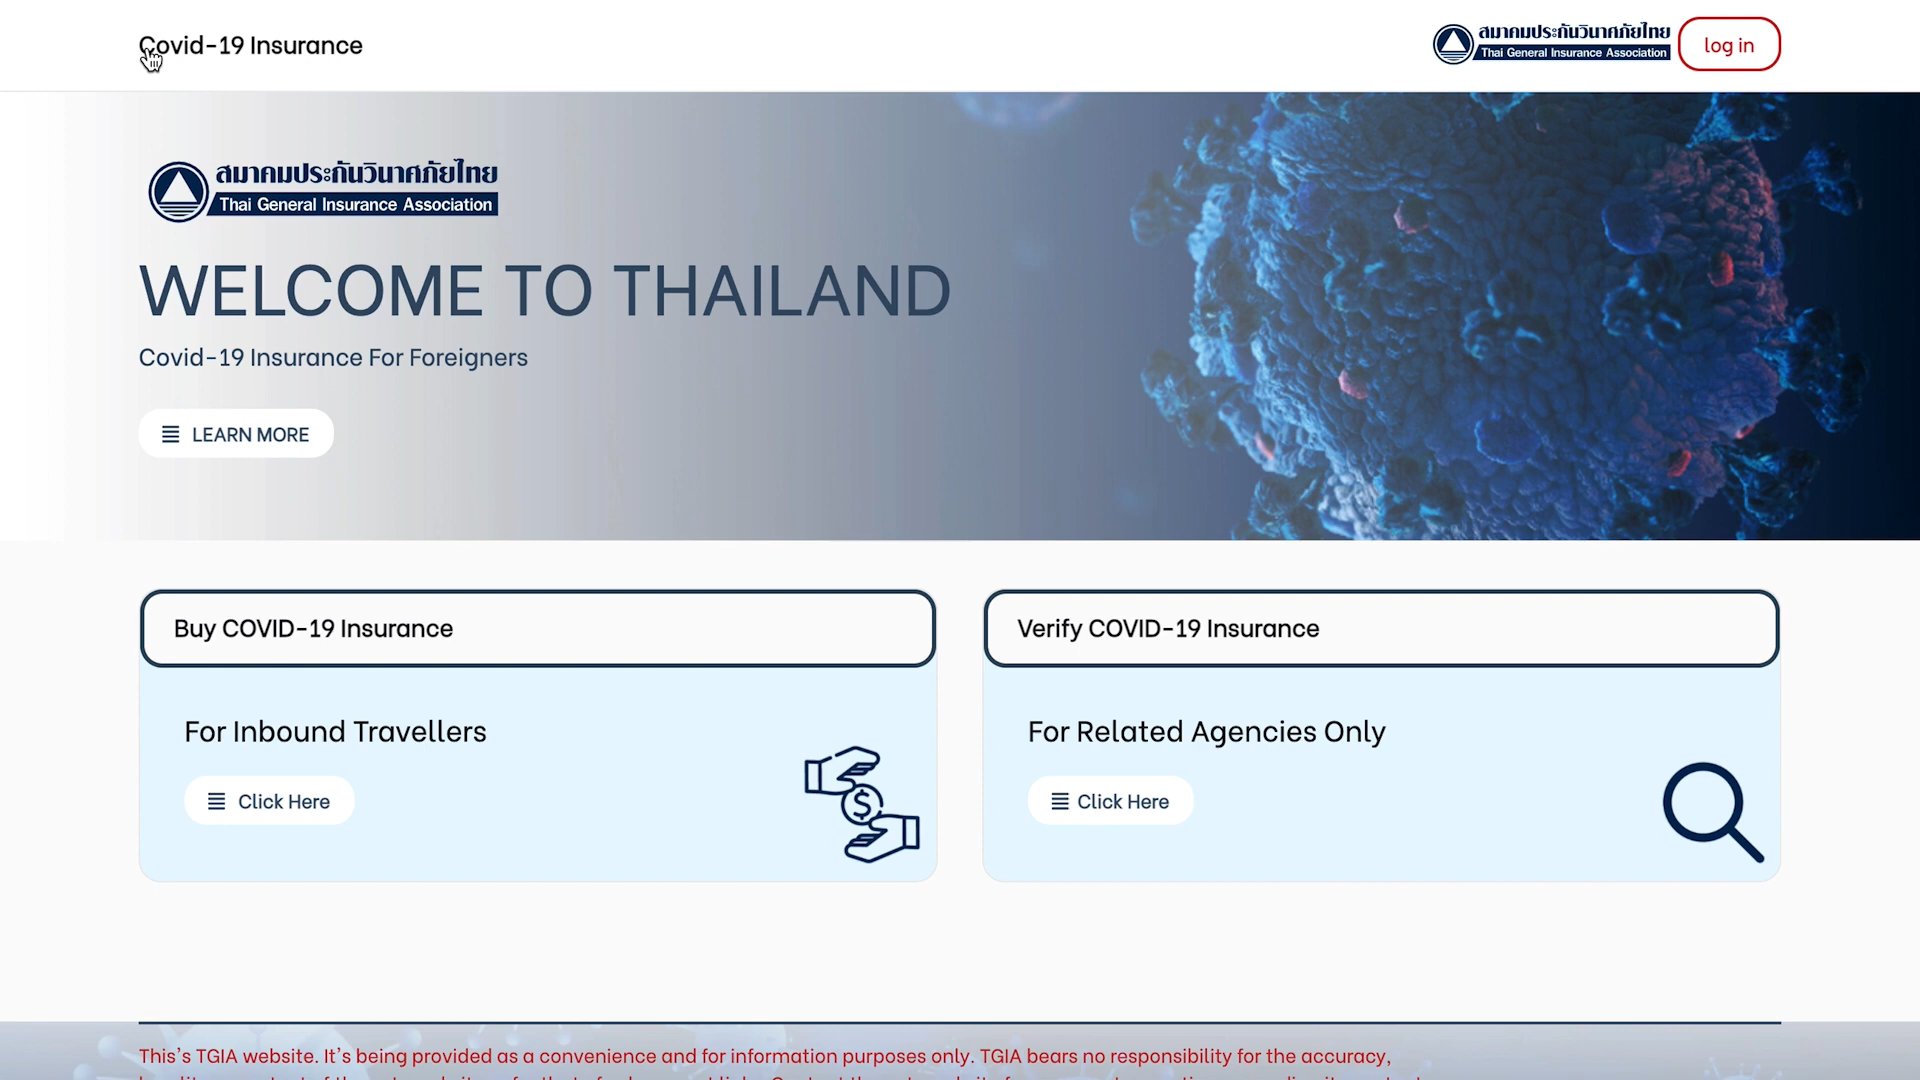 Covid-19 Insurance
สมาคมประกันวินาศภัยไทย
Thai General Insurance Association
log in
สมาคมประกันวินาศภัยไทย
Thai General Insurance Association
WELCOME TO THAILAND
Covid-19 Insurance For Foreigners
LEARN MORE
Buy COVID-19 Insurance
Verify COVID-19 Insurance
For Inbound Travellers
For Related Agencies Only
Click Here
Click Here
This's TGIA website. It's being provided as a convenience and for information purposes only. TGIA bears no responsibility for the accuracy,